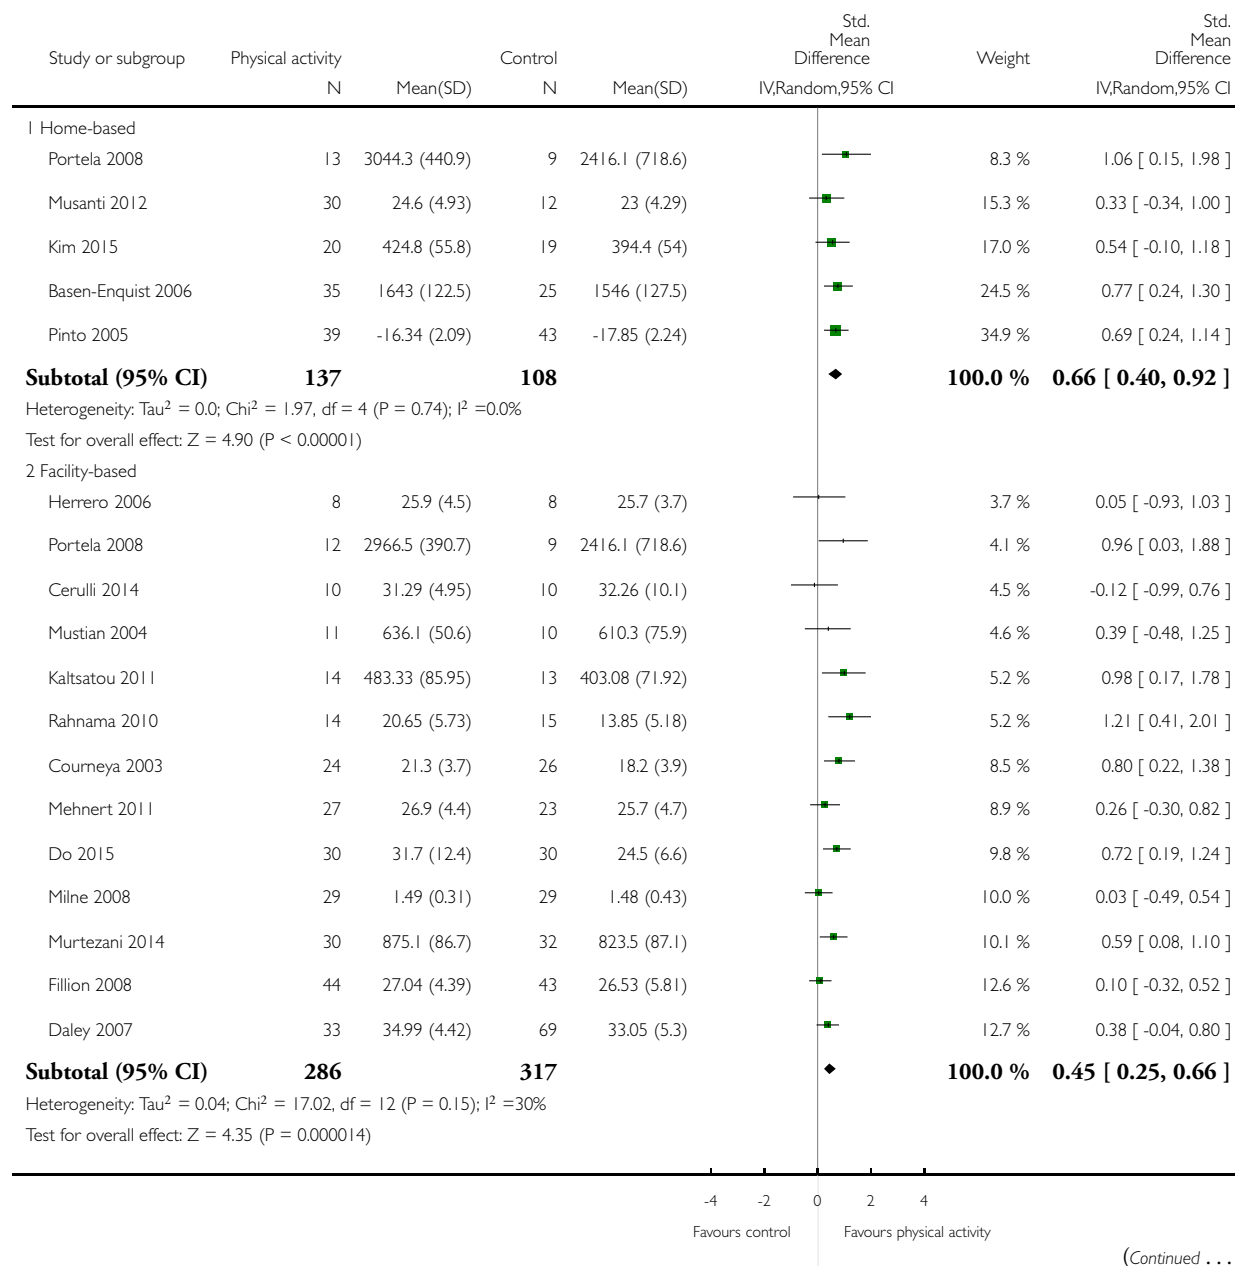 Study or subgroup Physical activity Control Std. Mean Difference Weight Std. Mean Difference
N Mean(SD) N Mean(SD) IV,Random,95% CI IV,Random,95% CI
1 Home-based
Portela 2008 13 3044.3 (440.9) 9 2416.1 (718.6) 8.3 % 1.06 [ 0.15, 1.98 ]
Musanti 2012 30 24.6 (4.93) 12 23 (4.29) 15.3 % 0.33 [ -0.34, 1.00 ]
Kim 2015 20 424.8 (55.8) 19 394.4 (54) 17.0 % 0.54 [ -0.10, 1.18 ]
Basen-Enquist 2006 35 1643 (122.5) 25 1546 (127.5) 24.5 % 0.77 [ 0.24, 1.30 ]
Pinto 2005 39 -16.34 (2.09) 43 -17.85 (2.24) 34.9 % 0.69 [ 0.24, 1.14 ]
Subtotal (95% CI) 137 108 100.0 % 0.66 [ 0.40, 0.92 ]
Heterogeneity: Tau² = 0.0; Chi² = 1.97, df = 4 (P = 0.74); I² =0.0%
Test for overall effect: Z = 4.90 (P < 0.00001)
2 Facility-based
Herrero 2006 8 25.9 (4.5) 8 25.7 (3.7) 3.7 % 0.05 [ -0.93, 1.03 ]
Portela 2008 12 2966.5 (390.7) 9 2416.1 (718.6) 4.1 % 0.96 [ 0.03, 1.88 ]
Cerulli 2014 10 31.29 (4.95) 10 32.26 (10.1) 4.5 % -0.12 [ -0.99, 0.76 ]
Mustian 2004 11 636.1 (50.6) 10 610.3 (75.9) 4.6 % 0.39 [ -0.48, 1.25 ]
Kaltsatou 2011 14 483.33 (85.95) 13 403.08 (71.92) 5.2 % 0.98 [ 0.17, 1.78 ]
Rahnama 2010 14 20.65 (5.73) 15 13.85 (5.18) 5.2 % 1.21 [ 0.41, 2.01 ]
Courneya 2003 24 21.3 (3.7) 26 18.2 (3.9) 8.5 % 0.80 [ 0.22, 1.38 ]
Mehnert 2011 27 26.9 (4.4) 23 25.7 (4.7) 8.9 % 0.26 [ -0.30, 0.82 ]
Do 2015 30 31.7 (12.4) 30 24.5 (6.6) 9.8 % 0.72 [ 0.19, 1.24 ]
Milne 2008 29 1.49 (0.31) 29 1.48 (0.43) 10.0 % 0.03 [ -0.49, 0.54 ]
Murtezani 2014 30 875.1 (86.7) 32 823.5 (87.1) 10.1 % 0.59 [ 0.08, 1.10 ]
Fillion 2008 44 27.04 (4.39) 43 26.53 (5.81) 12.6 % 0.10 [ -0.32, 0.52 ]
Daley 2007 33 34.99 (4.42) 69 33.05 (5.3) 12.7 % 0.38 [ -0.04, 0.80 ]
Subtotal (95% CI) 286 317 100.0 % 0.45 [ 0.25, 0.66 ]
Heterogeneity: Tau² = 0.04; Chi² = 17.02, df = 12 (P = 0.15); I² =30%
Test for overall effect: Z = 4.35 (P = 0.000014)
-4 -2 0 2 4
Favours control Favours physical activity
(Continued . . .